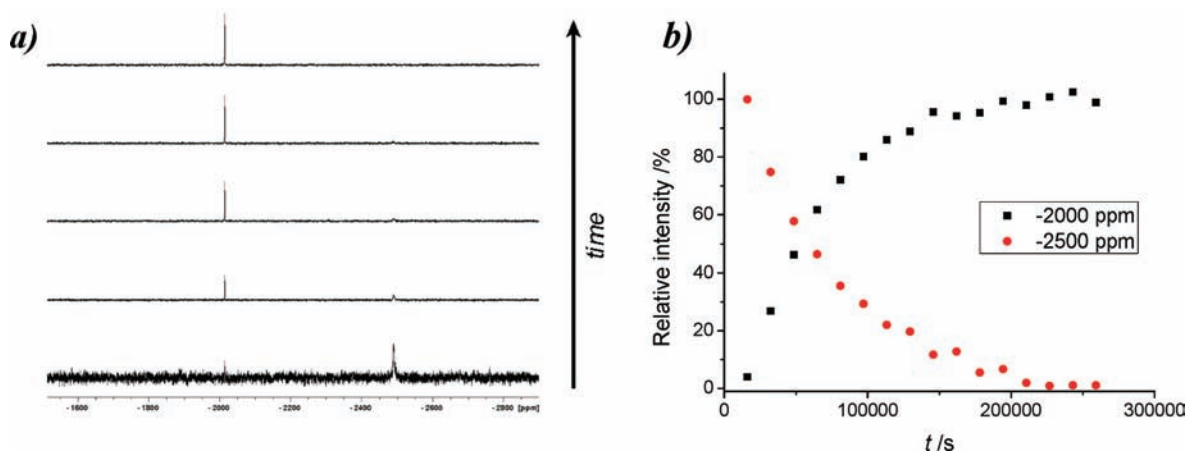 a)
time
-1600 -1800 -2000 -2200 -2400 -2600 -2800 [ppm]
b)
Relative intensity /%
100
80
60
40
20
0
-2000 ppm
-2500 ppm
0 100000 200000 300000
t /s